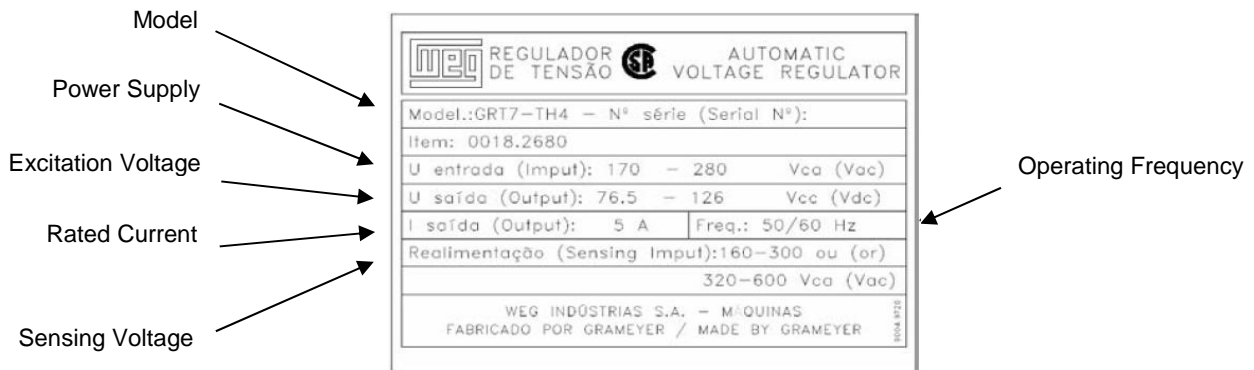 Model
Power Supply
Excitation Voltage
Rated Current
Sensing Voltage
WEG
REGULADOR
DE TENSÃO
SP
AUTOMATIC
VOLTAGE REGULATOR
Model.:GRT7-TH4 - Nº série (Serial Nº):
Item: 0018.2680
U entrada (Imput): 170 - 280 Vca (Vac)
U saída (Output): 76.5 - 126 Vcc (Vdc)
I saída (Output): 5 A Freq.: 50/60 Hz
Realimentação (Sensing Imput):160-300 ou (or)
320-600 Vca (Vac)
WEG INDÚSTRIAS S.A. - MÁQUINAS
FABRICADO POR GRAMEYER / MADE BY GRAMEYER
Operating Frequency